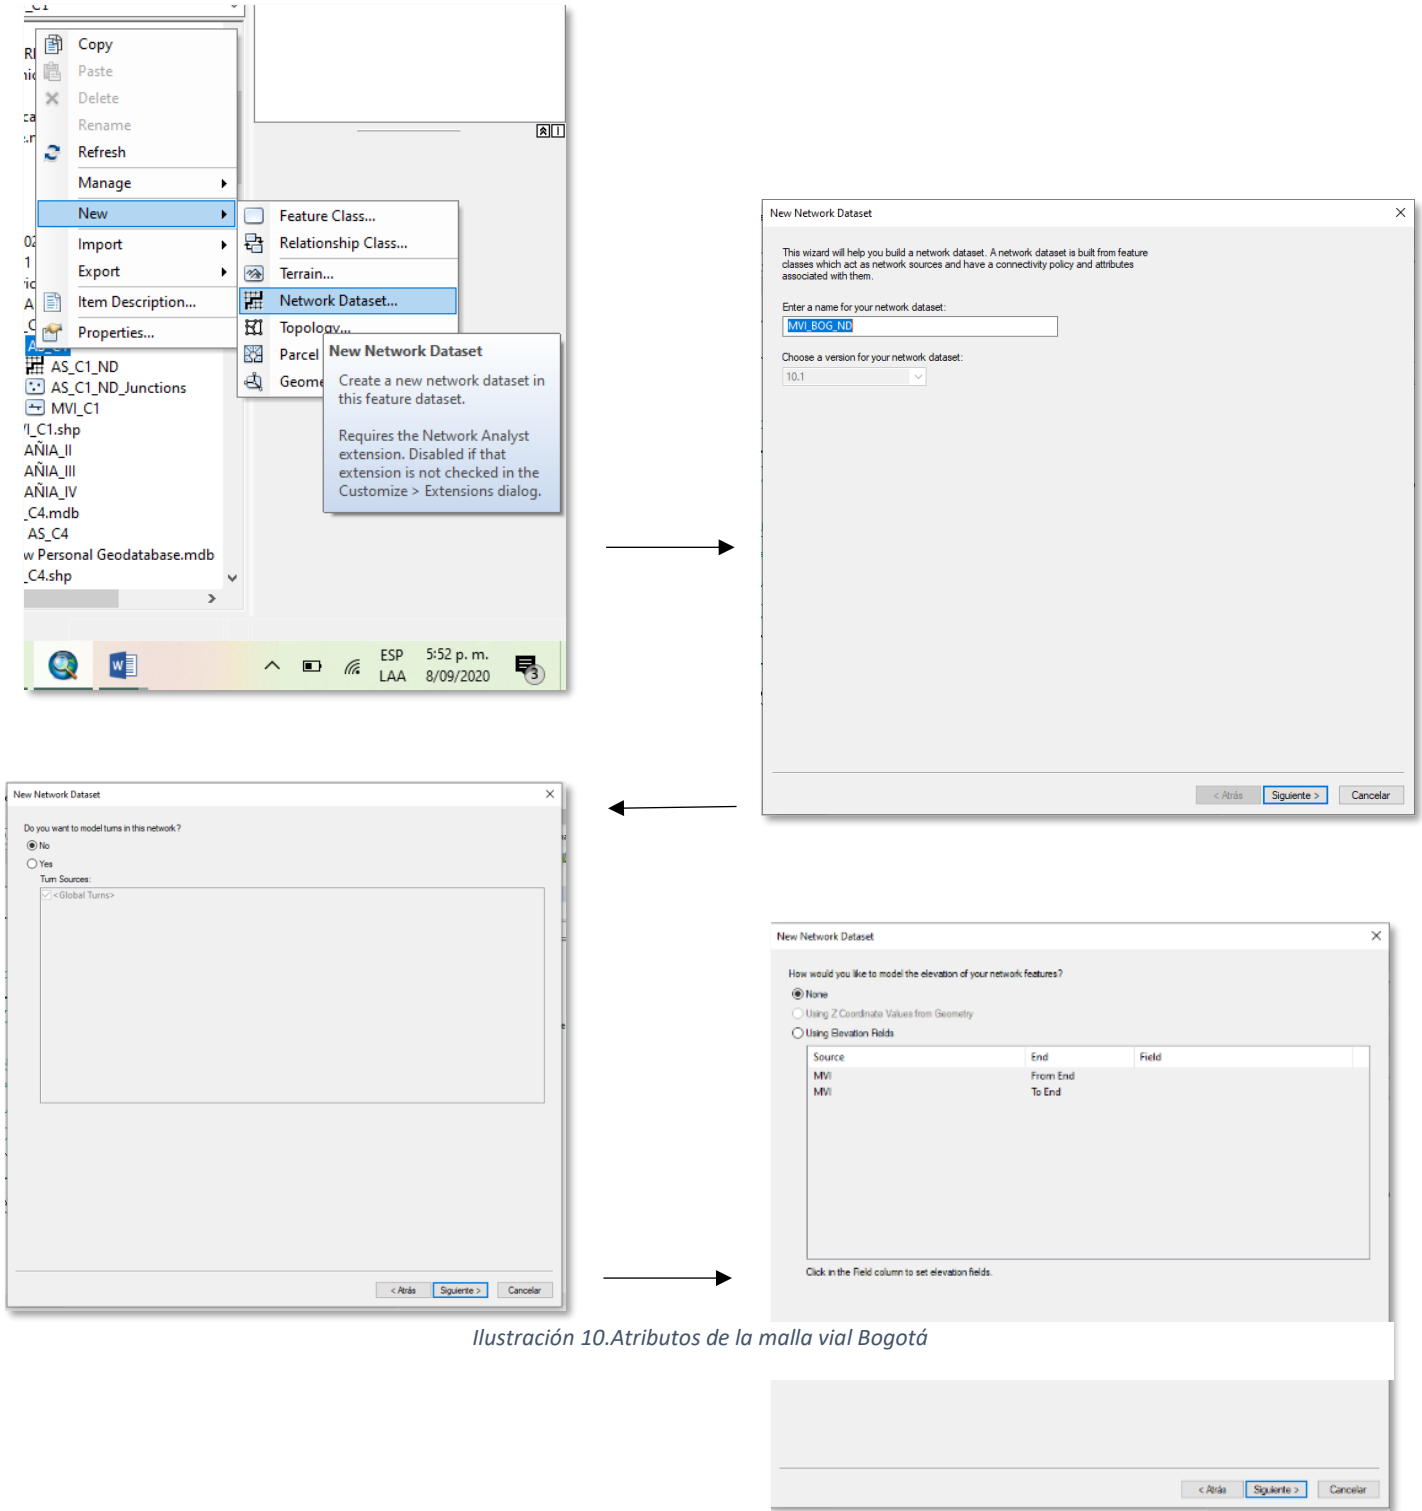 _C1
Copy
Paste
Delete
Rename
Refresh
Manage
New
Import
Export
Item Description...
Properties...
Feature Class...
Relationship Class...
Terrain...
Network Dataset...
Topology...
Parcel
Geome
New Network Dataset
Create a new network dataset in
this feature dataset.
Requires the Network Analyst
extension. Disabled if that
extension is not checked in the
Customize > Extensions dialog.
AS_C1_ND
AS_C1_ND_Junctions
MVI_C1
I_C1.shp
AÑIA_II
AÑIA_III
AÑIA_IV
_C4.mdb
AS_C4
w Personal Geodatabase.mdb
_C4.shp
ESP
LAA
5:52 p. m.
8/09/2020
3
New Network Dataset
This wizard will help you build a network dataset. A network dataset is built from feature
classes which act as network sources and have a connectivity policy and attributes
associated with them.
Enter a name for your network dataset:
MVI_BOG_ND
Choose a version for your network dataset:
10.1
< Atrás Siguiente > Cancelar
New Network Dataset
Do you want to model turns in this network?
No
Yes
Turn Sources:
<Global Turns>
< Atrás Siguiente > Cancelar
New Network Dataset
How would you like to model the elevation of your network features?
None
Using Z Coordinate Values from Geometry
Using Elevation Fields
Source End Field
MVI From End
MVI To End
Click in the Field column to set elevation fields.
Ilustración 10.Atributos de la malla vial Bogotá
< Atrás Siguiente > Cancelar